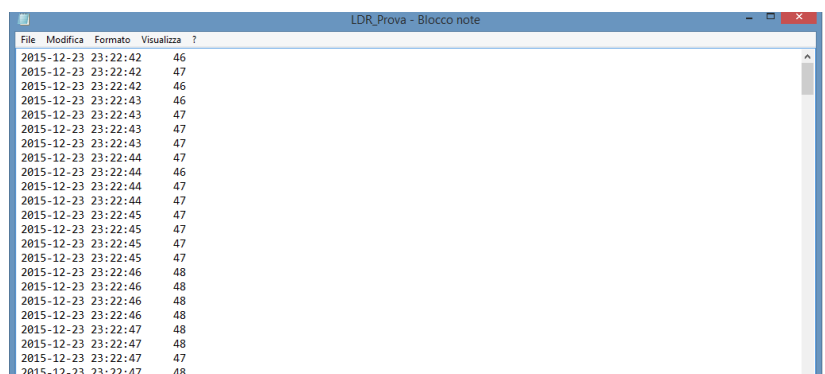 LDR_Prova - Blocco note
File Modifica Formato Visualizza ?
2015-12-23 23:22:42 46
2015-12-23 23:22:42 47
2015-12-23 23:22:42 46
2015-12-23 23:22:43 46
2015-12-23 23:22:43 47
2015-12-23 23:22:43 47
2015-12-23 23:22:43 47
2015-12-23 23:22:44 47
2015-12-23 23:22:44 46
2015-12-23 23:22:44 47
2015-12-23 23:22:44 47
2015-12-23 23:22:45 47
2015-12-23 23:22:45 47
2015-12-23 23:22:45 47
2015-12-23 23:22:45 47
2015-12-23 23:22:46 48
2015-12-23 23:22:46 48
2015-12-23 23:22:46 48
2015-12-23 23:22:46 48
2015-12-23 23:22:47 48
2015-12-23 23:22:47 48
2015-12-23 23:22:47 47
2015-12-23 23:22:47 48